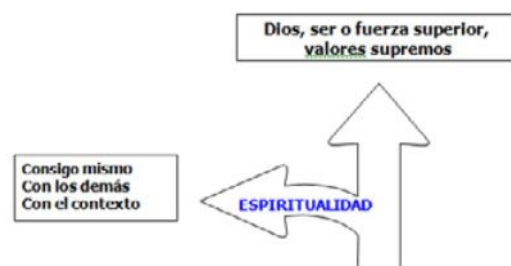 Dios, ser o fuerza superior,
valores supremos
Consigo mismo
Con los demás
Con el contexto
ESPIRITUALIDAD